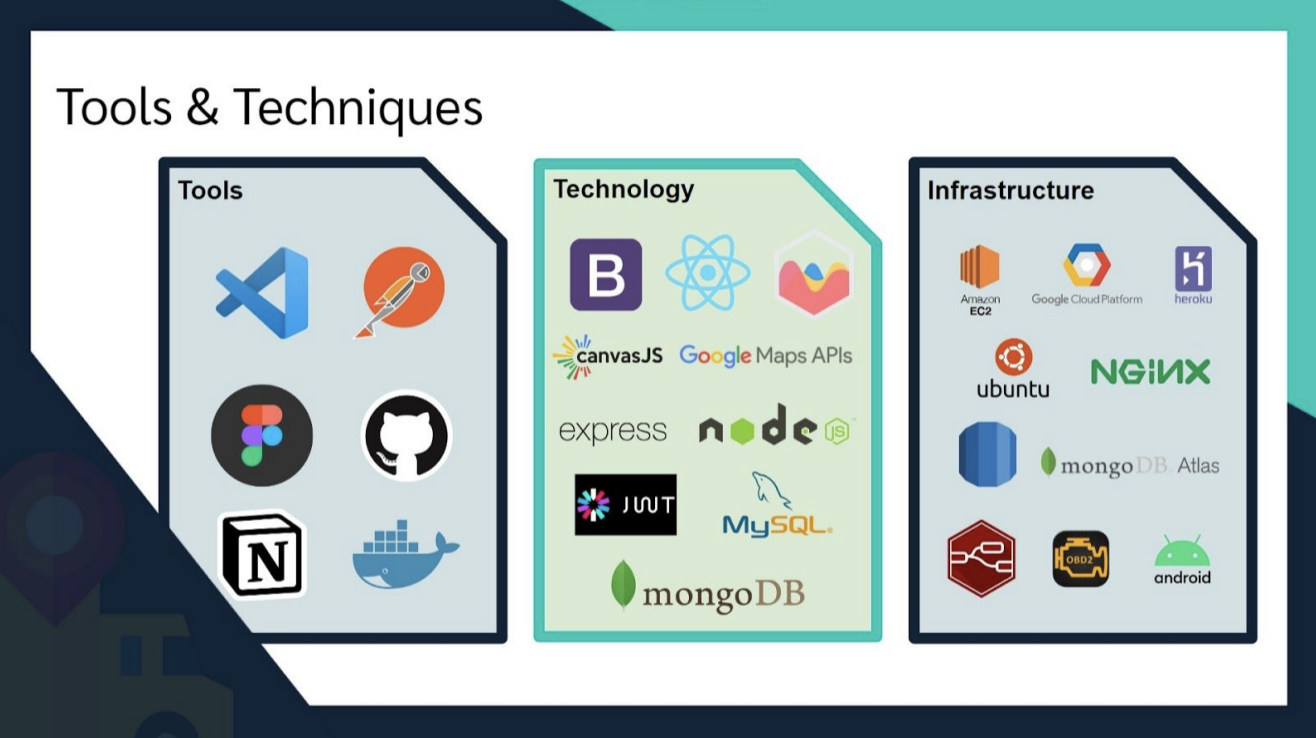 Tools & Techniques
Tools
N
Technology
B
canvasJS
Google Maps APIs
express
node
JS
JWT
MySQL®
mongoDB
Infrastructure
Amazon
EC2
Google Cloud Platform
heroku
ubuntu
NGiNX
mongoDB. Atlas
OBD2
android